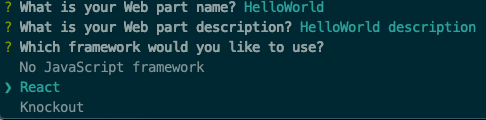 ? What is your Web part name? HelloWorld
? What is your Web part description? HelloWorld description
? Which framework would you like to use?
No JavaScript framework
❯ React
Knockout